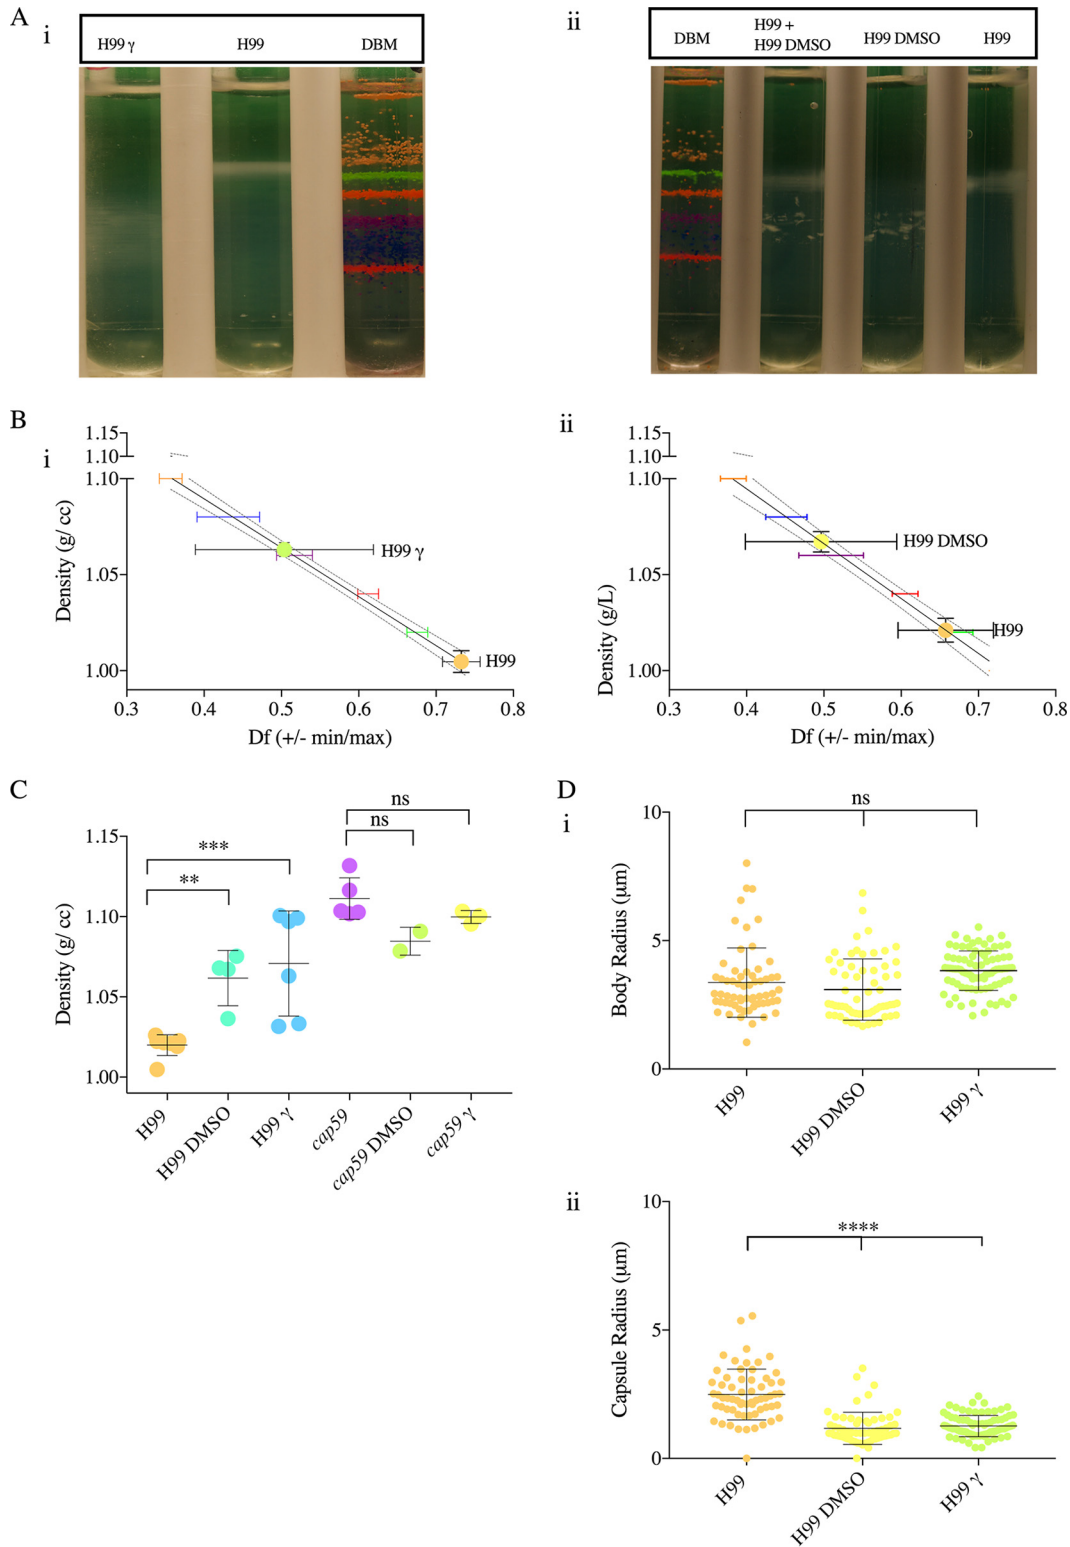 A
i
H99 γ
H99
DBM
ii
DBM
H99 +
H99 DMSO
H99 DMSO
H99
B
i
1.15
1.10
1.10
1.05
1.00
Density (g/ cc)
H99 γ
H99
0.3
0.4
0.5
0.6
0.7
0.8
Df (+/- min/max)
ii
1.15
1.10
1.10
1.05
1.00
Density (g/L)
H99 DMSO
H99
0.3
0.4
0.5
0.6
0.7
0.8
Df (+/- min/max)
C
ns
ns
***
**
1.15
1.10
1.05
1.00
Density (g/ cc)
H99
H99 DMSO
H99 γ
cap59
cap59 DMSO
cap59 γ
D
i
ns
10
5
0
Body Radius (μm)
H99
H99 DMSO
H99 γ
ii
****
10
5
0
Capsule Radius (μm)
H99
H99 DMSO
H99 γ